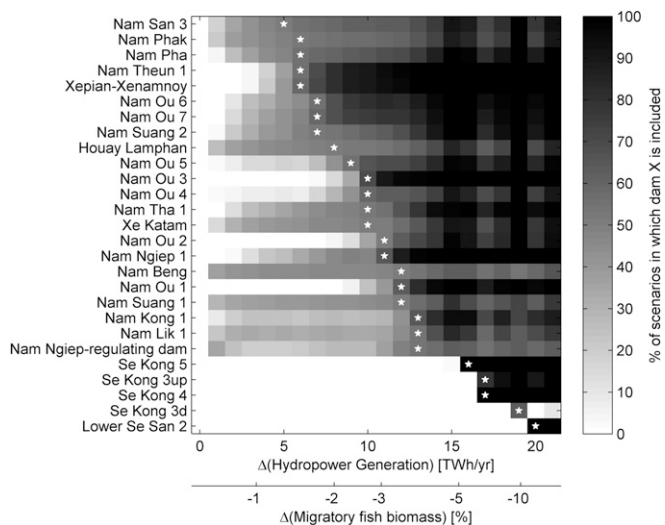 Nam San 3
Nam Phak
Nam Pha
Nam Theun 1
Xepian-Xenamnoy
Nam Ou 6
Nam Ou 7
Nam Suang 2
Houay Lamphan
Nam Ou 5
Nam Ou 3
Nam Ou 4
Nam Tha 1
Xe Katam
Nam Ou 2
Nam Ngiep 1
Nam Beng
Nam Ou 1
Nam Suang 1
Nam Kong 1
Nam Lik 1
Nam Ngiep-regulating dam
Se Kong 5
Se Kong 3up
Se Kong 4
Se Kong 3d
Lower Se San 2
0 5 10 15 20
Δ(Hydropower Generation) [TWh/yr]
-1 -2 -3 -5 -10
Δ(Migratory fish biomass) [%]
100
90
80
70
60
50
40
30
20
10
0
% of scenarios in which dam X is included